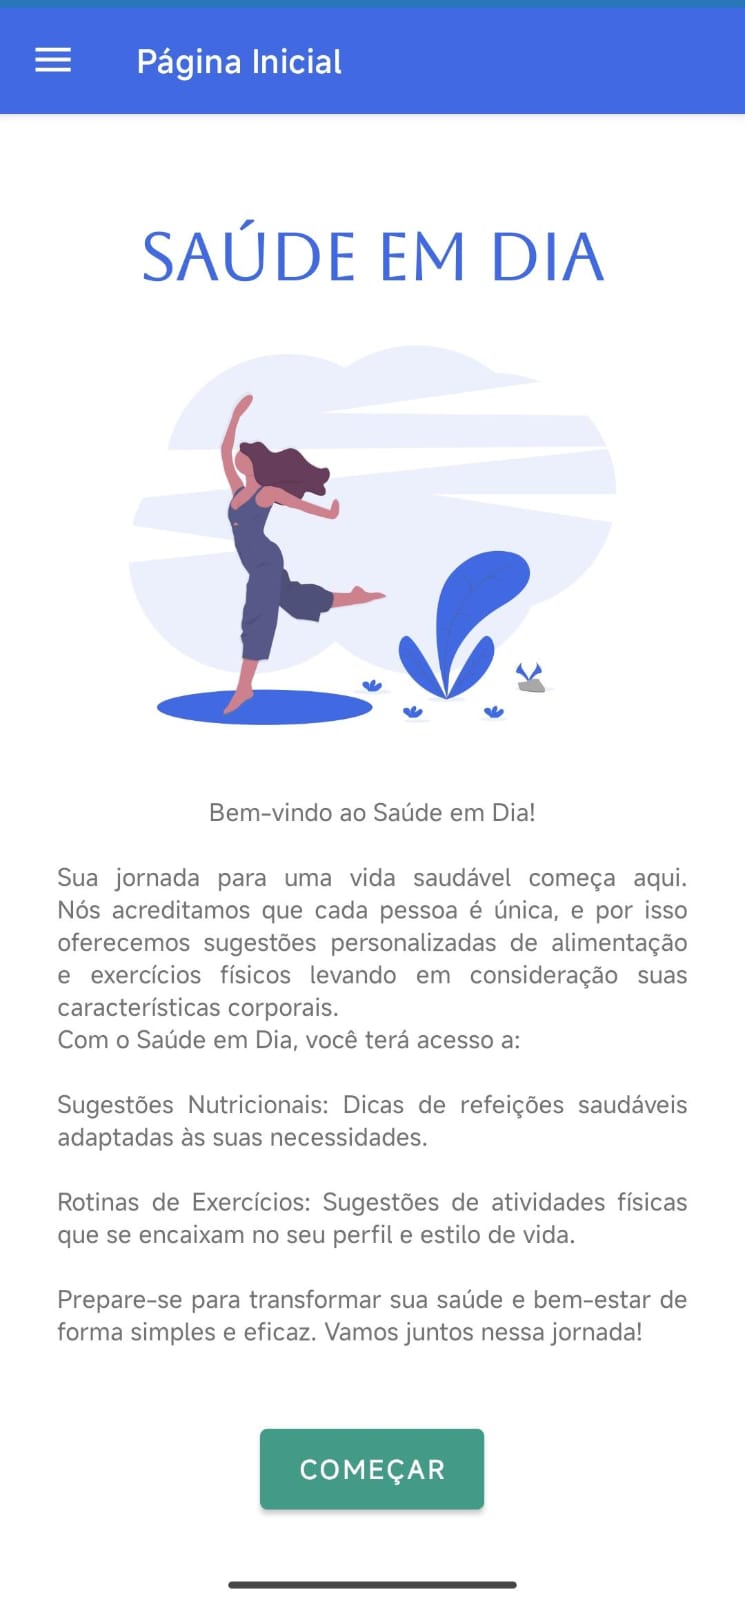 Página Inicial
SAÚDE EM DIA
Bem-vindo ao Saúde em Dia!
Sua jornada para uma vida saudável começa aqui.
Nós acreditamos que cada pessoa é única, e por isso
oferecemos sugestões personalizadas de alimentação
e exercícios físicos levando em consideração suas
características corporais.
Com o Saúde em Dia, você terá acesso a:
Sugestões Nutricionais: Dicas de refeições saudáveis
adaptadas às suas necessidades.
Rotinas de Exercícios: Sugestões de atividades físicas
que se encaixam no seu perfil e estilo de vida.
Prepare-se para transformar sua saúde e bem-estar de
forma simples e eficaz. Vamos juntos nessa jornada!
COMEÇAR